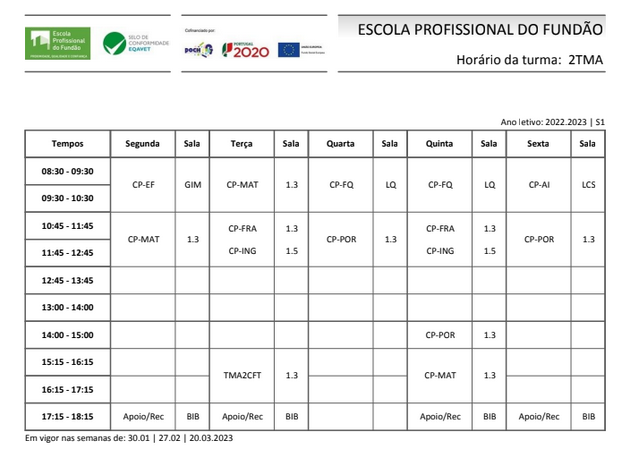 Escola
Profissional
do Fundão
SELO DE
CONFORMIDADE
EQAVET
Cofinanciado por:
POCH
PORTUGAL
2020
ESCOLA PROFISSIONAL DO FUNDÃO
Horário da turma: 2TMA
Ano letivo: 2022.2023 | S1
Tempos Segunda Sala Terça Sala Quarta Sala Quinta Sala Sexta Sala
08:30 - 09:30
CP-EF GIM CP-MAT 1.3 CP-FQ LQ CP-FQ LQ CP-AI LCS
09:30 - 10:30
10:45 - 11:45 CP-FRA 1.3 CP-FRA 1.3
CP-MAT 1.3 CP-POR 1.3 CP-POR 1.3
11:45 - 12:45 CP-ING 1.5 CP-ING 1.5
12:45 - 13:45
13:00 - 14:00
14:00 - 15:00 CP-POR 1.3
15:15 - 16:15
TMA2CFT 1.3 CP-MAT 1.3
16:15 - 17:15
17:15 - 18:15 Apoio/Rec BIB Apoio/Rec BIB Apoio/Rec BIB Apoio/Rec BIB
Em vigor nas semanas de: 30.01 | 27.02 | 20.03.2023